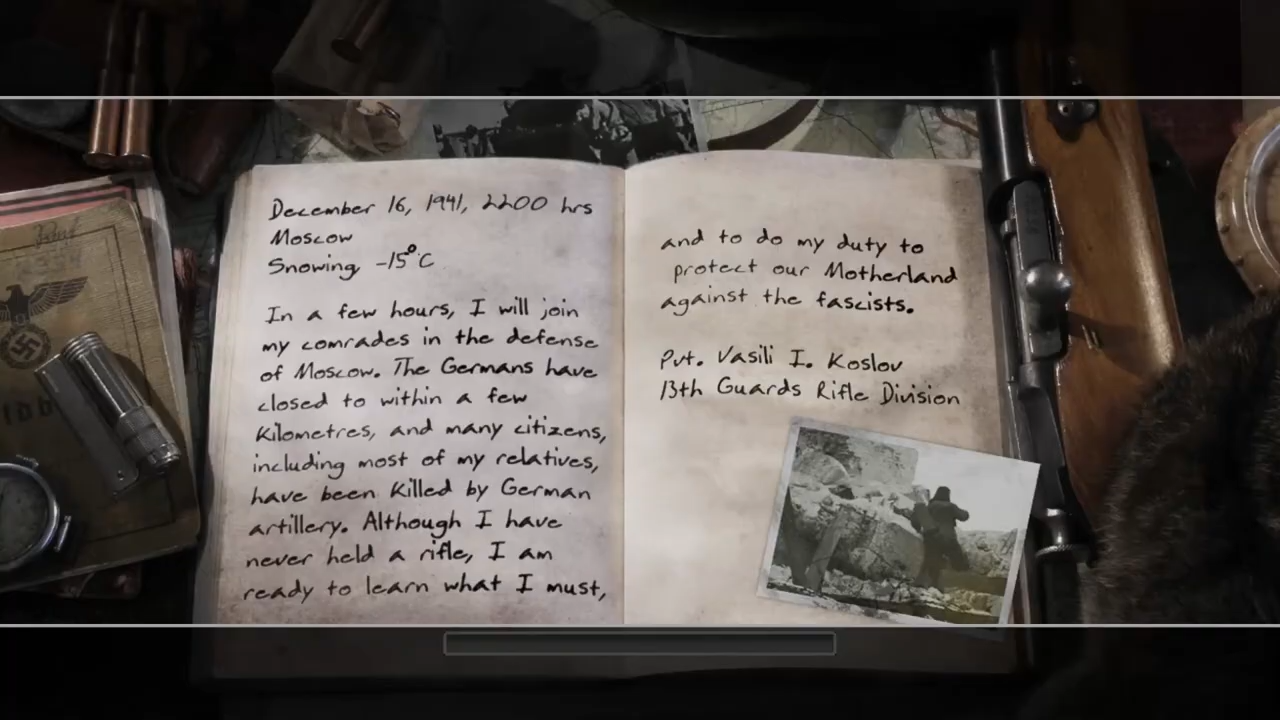 December 16, 1941, 2200 hrs
Moscow
Snowing -15°C
In a few hours, I will join
my comrades in the defense
of Moscow. The Germans have
closed to within a few
Kilometres, and many citizens,
including most of my relatives,
have been killed by German
artillery. Although I have
never held a rifle, I am
ready to learn what I must,
and to do my duty to
protect our Motherland
against the fascists.
Pvt. Vasili I. Koslov
13th Guards Rifle Division